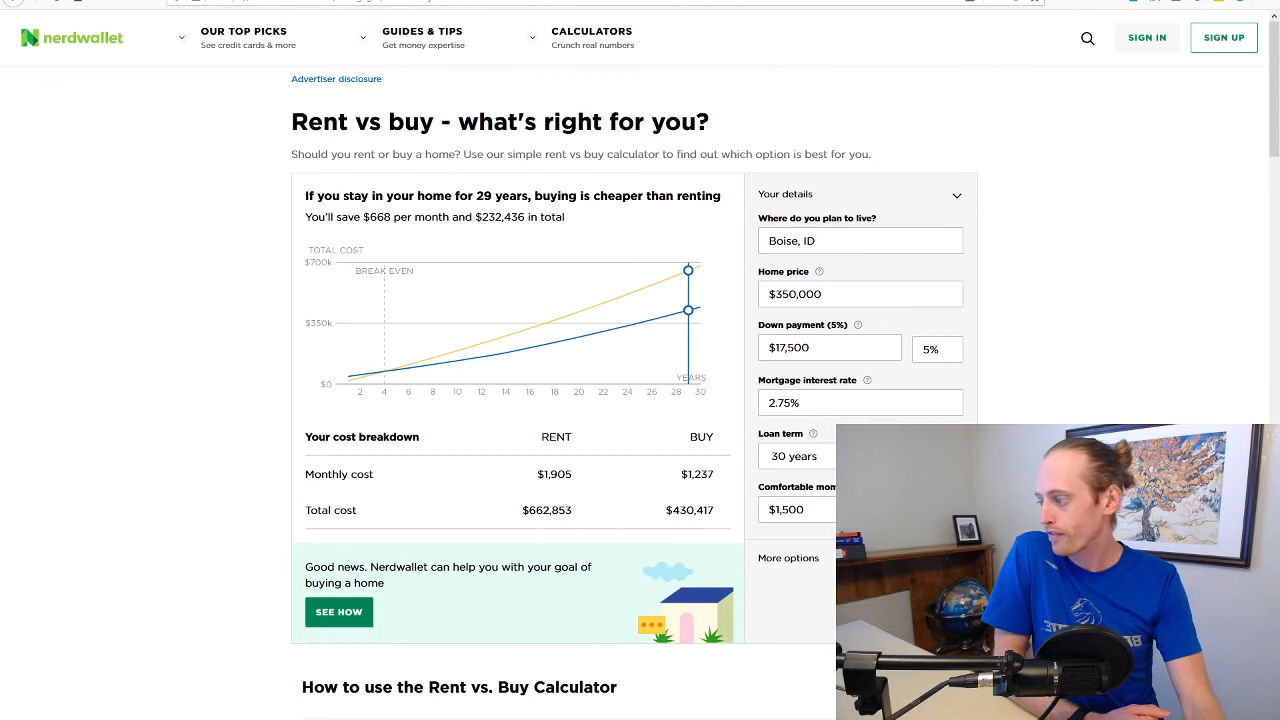 nerdwallet
OUR TOP PICKS
See credit cards & more
GUIDES & TIPS
Get money expertise
CALCULATORS
Crunch real numbers
SIGN IN
SIGN UP
Advertiser disclosure
Rent vs buy - what's right for you?
Should you rent or buy a home? Use our simple rent vs buy calculator to find out which option is best for you.
If you stay in your home for 29 years, buying is cheaper than renting
You'll save $668 per month and $232,436 in total
TOTAL COST
$700k
BREAK EVEN
$350k
YEARS
$0
2 4 6 8 10 12 14 16 18 20 22 24 26 28 30
Your cost breakdown RENT BUY
Monthly cost $1,905 $1,237
Total cost $662,853 $430,417
Good news. Nerdwallet can help you with your goal of
buying a home
SEE HOW
Your details
Where do you plan to live?
Boise, ID
Home price ?
$350,000
Down payment (5%) ?
$17,500 5%
Mortgage interest rate ?
2.75%
Loan term ?
30 years
Comfortable mon
$1,500
More options
How to use the Rent vs. Buy Calculator